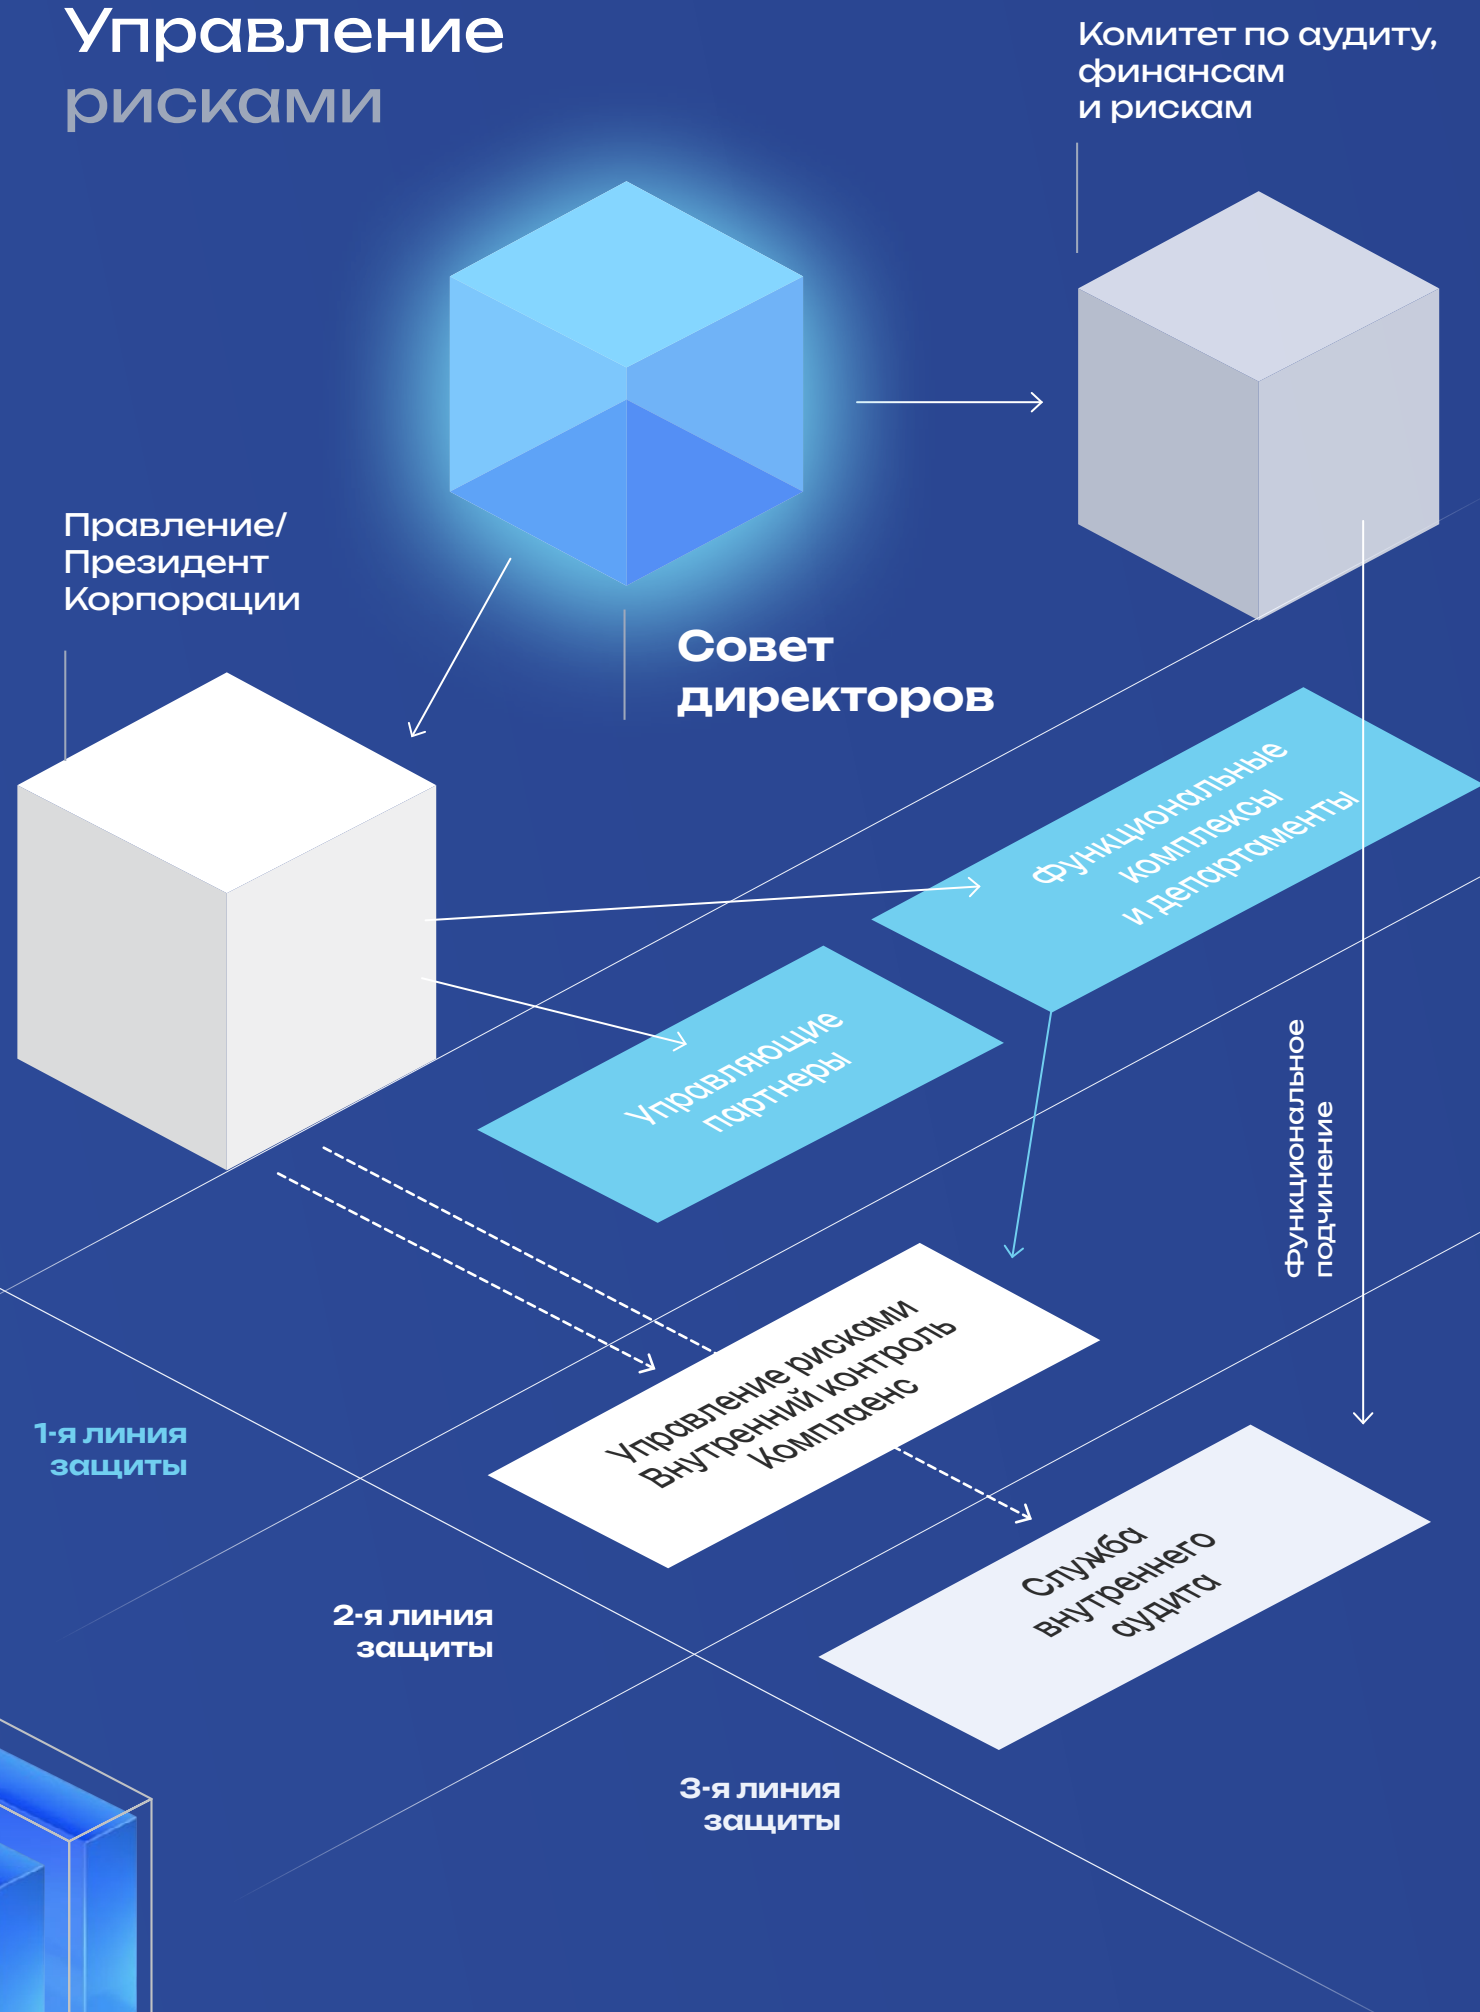 Управление
рисками
Комитет по аудиту,
финансам
и рискам
Правление/
Президент
Корпорации
Совет
директоров
Функциональные
комплексы
и департаменты
Управляющие
партнеры
Функциональное
подчинение
Управление рисками
Внутренний контроль
Комплаенс
1-я линия
защиты
Служба
внутреннего
аудита
2-я линия
защиты
3-я линия
защиты